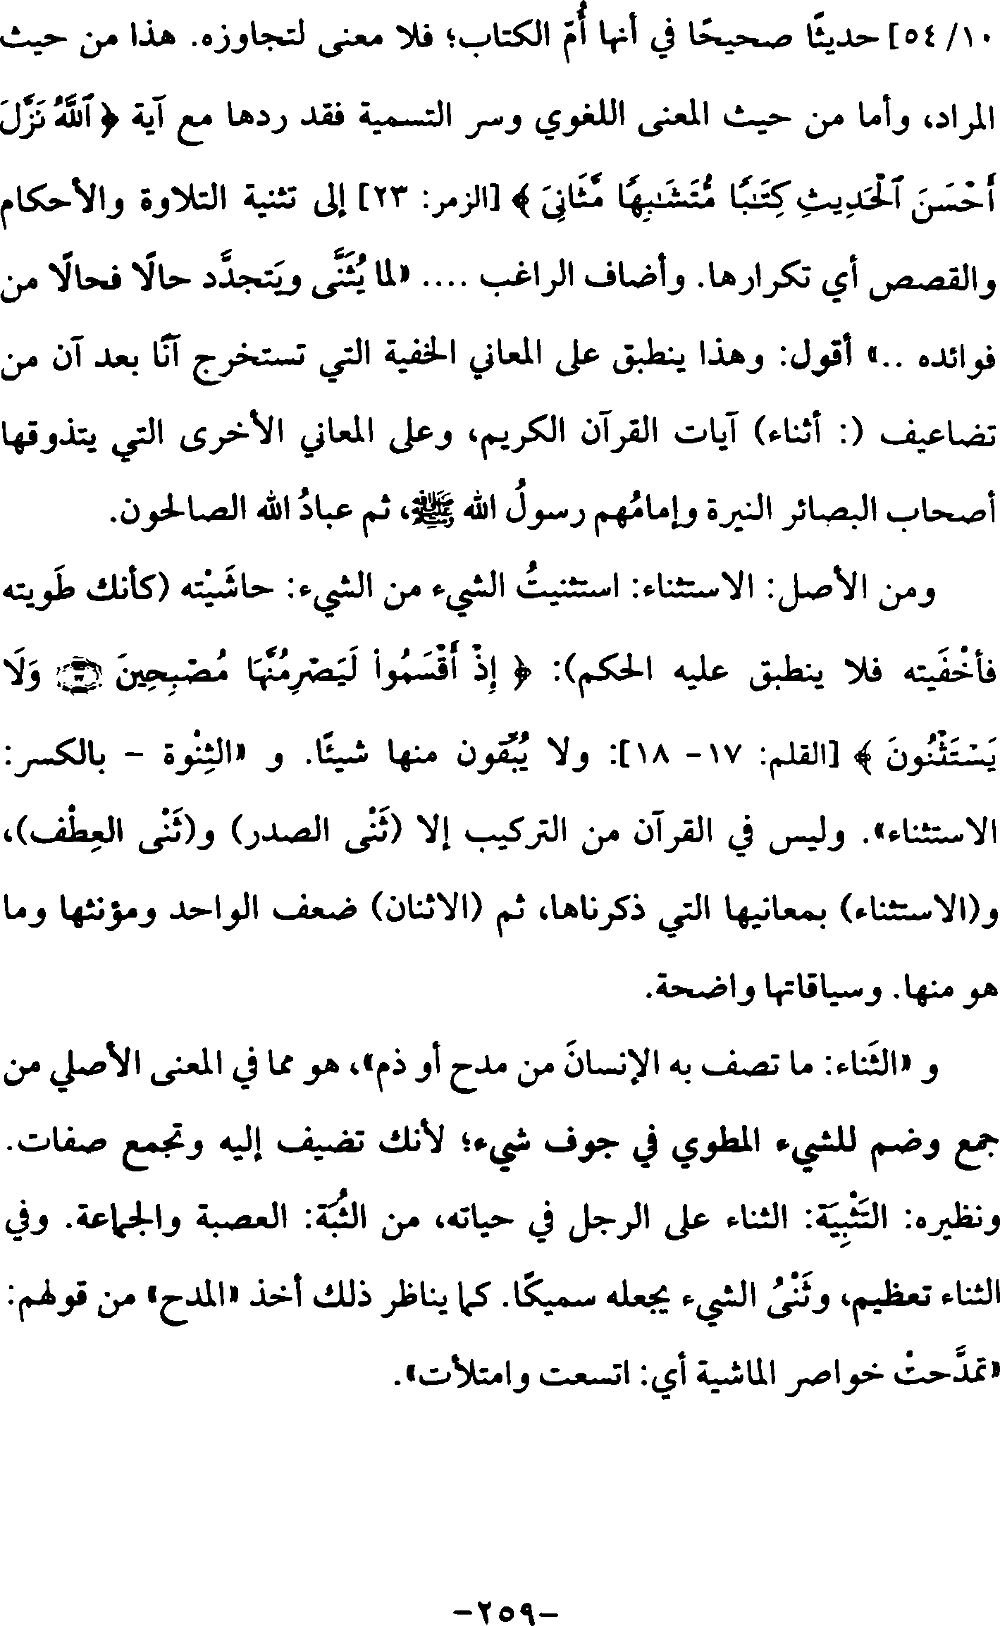 ١٠/ ٥٤] حديثًا صحيحًا في أنها أُمّ الكتاب؛ فلا معنى لتجاوزه. هذا من حيث
المراد، وأما من حيث المعنى اللغوي وسر التسمية فقد ردها مع آية ﴿ ٱللَّهُ نَزَّلَ
أَحْسَنَ ٱلْحَدِيثِ كِتَٰبًا مُّتَشَٰبِهًا مَّثَانِىَ ﴾ [الزمر: ٢٣] إلى تثنية التلاوة والأحكام
والقصص أي تكرارها. وأضاف الراغب .... «لما يُثَنَّى ويَتجدَّد حالًا فحالًا من
فوائده ..» أقول: وهذا ينطبق على المعاني الخفية التي تستخرج آنًا بعد آن من
تضاعيف (: أثناء) آيات القرآن الكريم، وعلى المعاني الأخرى التي يتذوقها
أصحاب البصائر النيرة وإمامُهم رسولُ الله ﷺ، ثم عبادُ الله الصالحون.
ومن الأصل: الاستثناء: استثنيتُ الشيء من الشيء: حاشَيْته (كأنك طَويته
فأخْفَيته فلا ينطبق عليه الحكم): ﴿ إِذْ أَقْسَمُوا۟ لَيَصْرِمُنَّهَا مُصْبِحِينَ ۝ وَلَا
يَسْتَثْنُونَ ﴾ [القلم: ١٧- ١٨]: ولا يُبْقون منها شيئًا. و «الثِنْوة - بالكسر:
الاستثناء». وليس في القرآن من التركيب إلا (ثَنْى الصدر) و(ثَنْى العِطْف)،
و(الاستثناء) بمعانيها التي ذكرناها، ثم (الاثنان) ضعف الواحد ومؤنثها وما
هو منها. وسياقاتها واضحة.
و «الثَناء: ما تصف به الإنسانَ من مدح أو ذم»، هو مما في المعنى الأصلي من
جمع وضم للشيء المطوي في جوف شيء؛ لأنك تضيف إليه وتجمع صفات.
ونظيره: التَثْبِيَة: الثناء على الرجل في حياته، من الثُبَة: العصبة والجماعة. وفي
الثناء تعظيم، وثَنْىُ الشيء يجعله سميكًا. كما يناظر ذلك أخذ «المدح» من قولهم:
«تمدَّحتْ خواصر الماشية أي: اتسعت وامتلأت».
-٢٥٩-